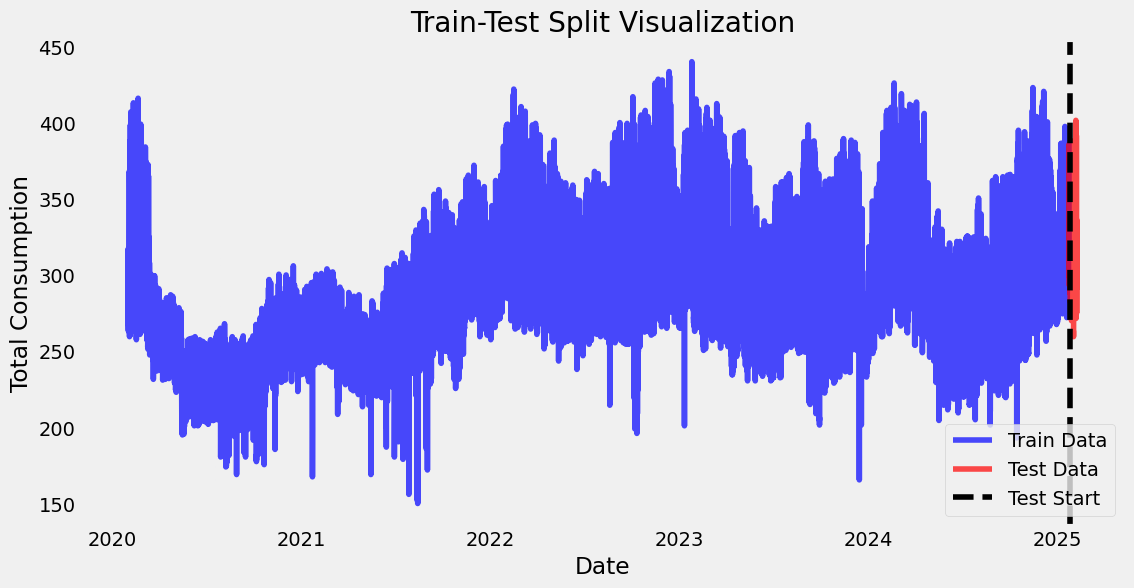 Train-Test Split Visualization
450
400
350
300
250
200
150
Total Consumption
2020 2021 2022 2023 2024 2025
Date
Train Data
Test Data
Test Start